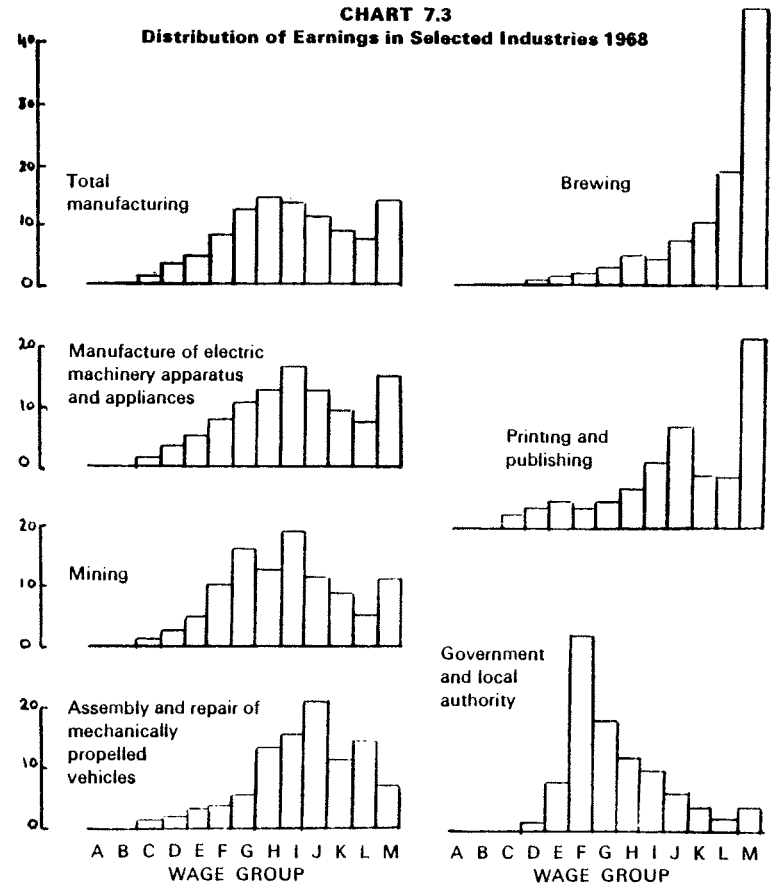 CHART 7.3
Distribution of Earnings in Selected Industries 1968
40
30
20
10
0
Total
manufacturing
Brewing
20
10
0
Manufacture of electric
machinery apparatus
and appliances
Printing and
publishing
20
10
0
Mining
Government
and local
authority
20
10
0
Assembly and repair of
mechanically
propelled
vehicles
A B C D E F G H I J K L M
WAGE GROUP
A B C D E F G H I J K L M
WAGE GROUP